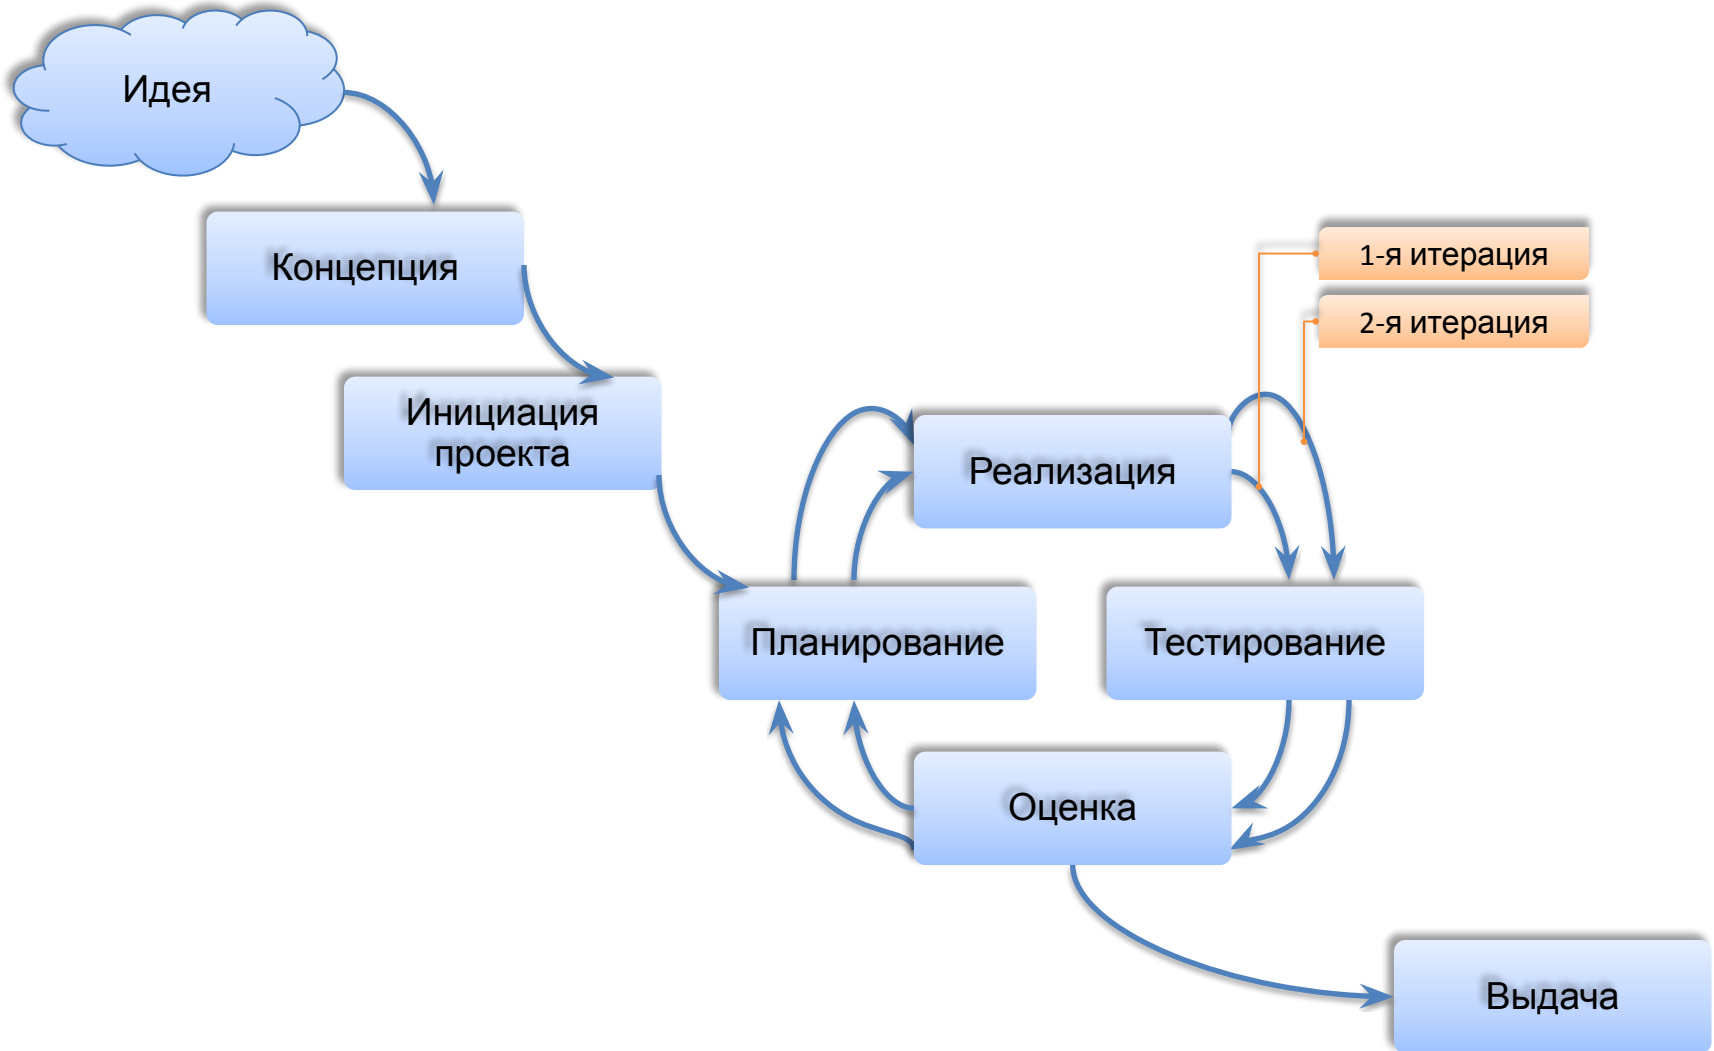 Идея
Концепция
1-я итерация
2-я итерация
Инициация
проекта
Реализация
Планирование
Тестирование
Оценка
Выдача